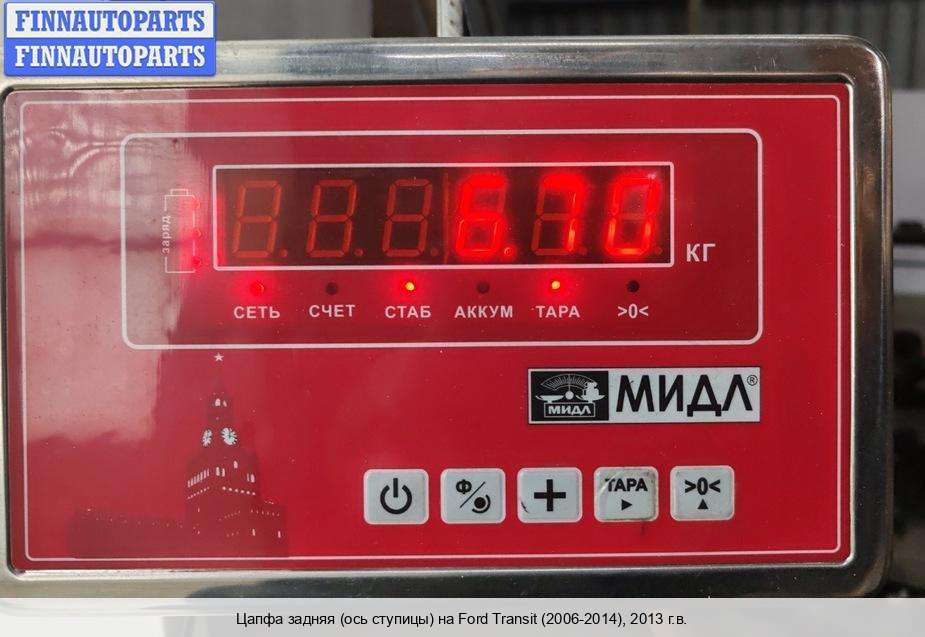 FINNAUTOPARTS
FINNAUTOPARTS
заряд
6.70
КГ
СЕТЬ СЧЕТ СТАБ АККУМ ТАРА >0<
МИДЛ МИДЛ®
Ф ТАРА >0<
Цапфа задняя (ось ступицы) на Ford Transit (2006-2014), 2013 г.в.